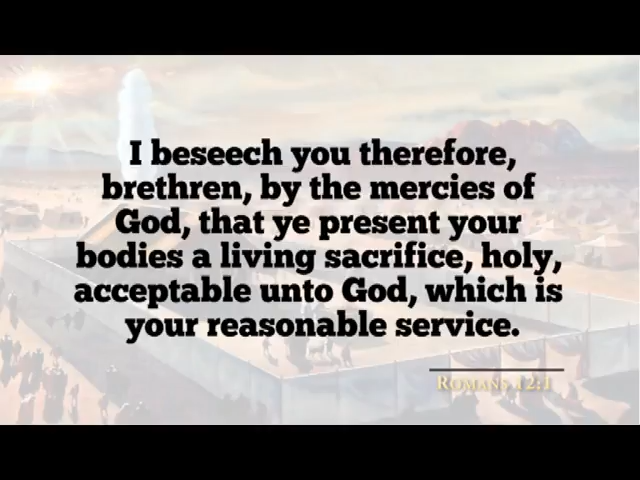 I beseech you therefore,
brethren, by the mercies of
God, that ye present your
bodies a living sacrifice, holy,
acceptable unto God, which is
your reasonable service.
Romans 12:1